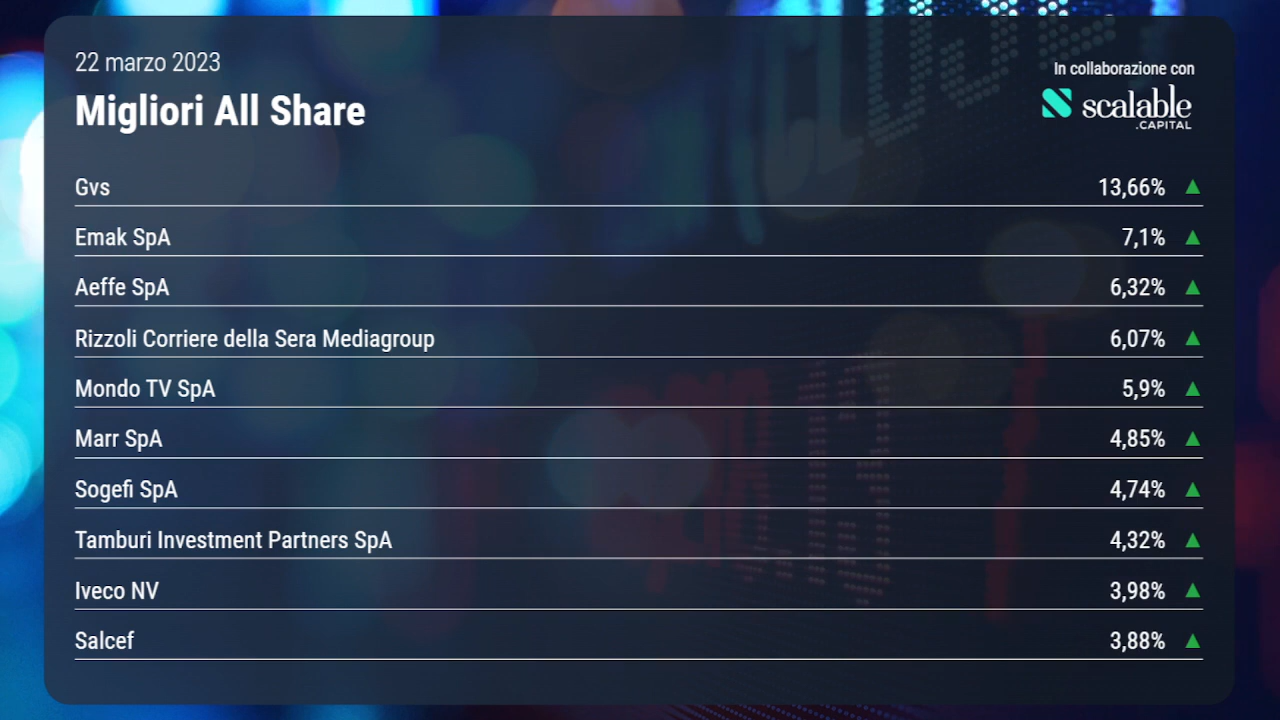 22 marzo 2023
Migliori All Share
In collaborazione con
scalable
.CAPITAL
Gvs 13,66% ▲
Emak SpA 7,1% ▲
Aeffe SpA 6,32% ▲
Rizzoli Corriere della Sera Mediagroup 6,07% ▲
Mondo TV SpA 5,9% ▲
Marr SpA 4,85% ▲
Sogefi SpA 4,74% ▲
Tamburi Investment Partners SpA 4,32% ▲
Iveco NV 3,98% ▲
Salcef 3,88% ▲